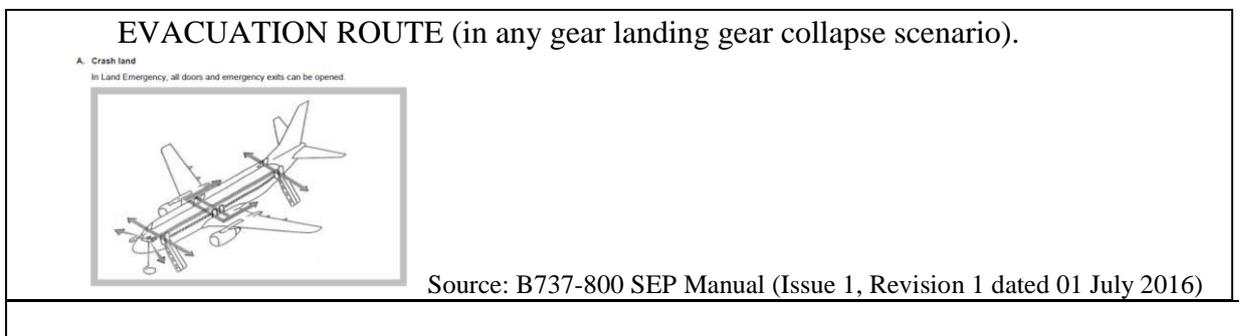 EVACUATION ROUTE (in any gear landing gear collapse scenario).
A. Crash land
In Land Emergency, all doors and emergency exits can be opened.
Source: B737-800 SEP Manual (Issue 1, Revision 1 dated 01 July 2016)